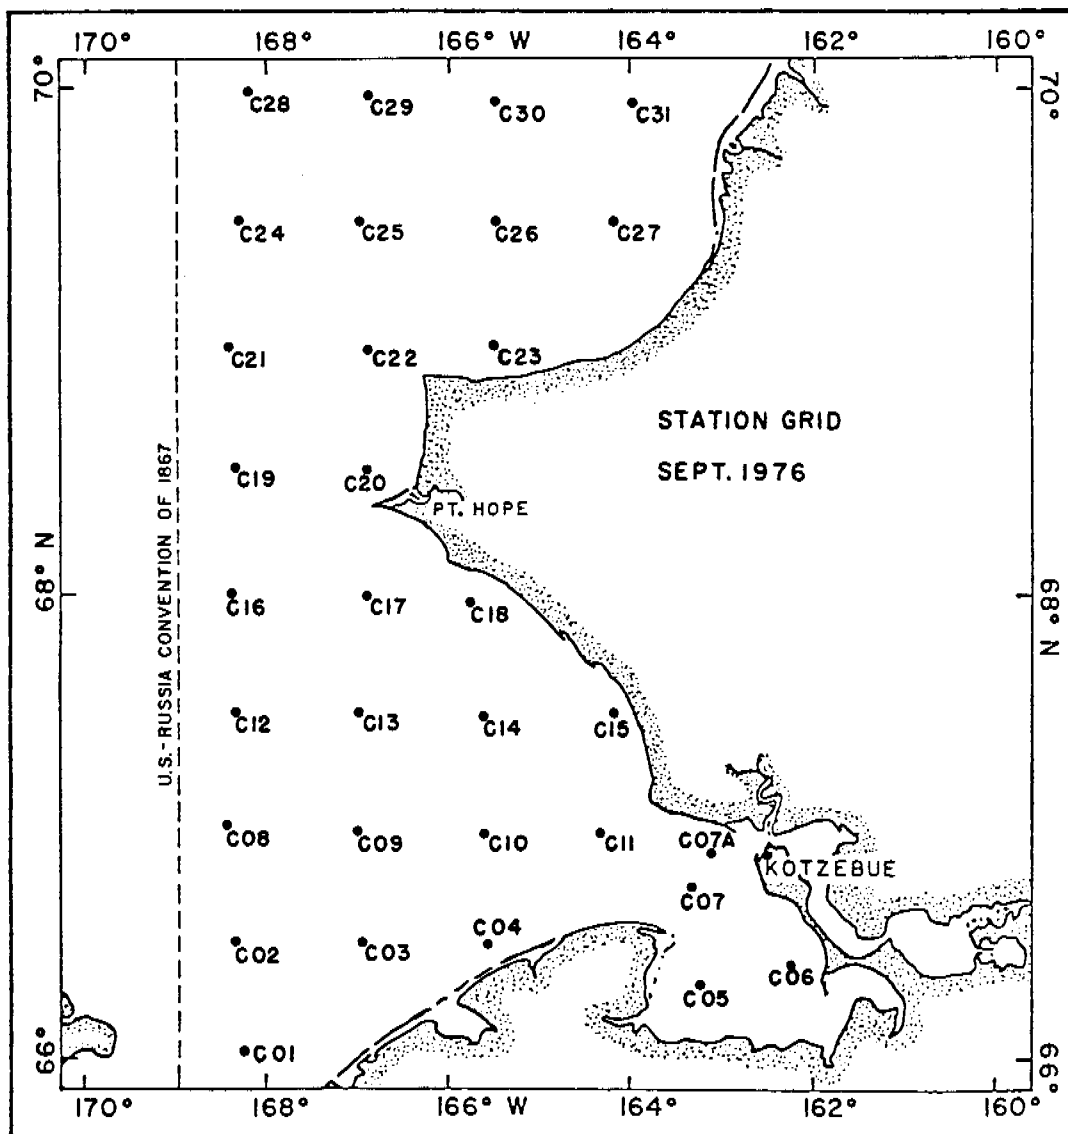 170° 168° 166° W 164° 162° 160°
70° 70°
C28 C29 C30 C31
C24 C25 C26 C27
C21 C22 C23
STATION GRID
SEPT. 1976
C19 C20
PT. HOPE
U.S.-RUSSIA CONVENTION OF 1867
68° N 68° N
C16 C17 C18
C12 C13 C14 C15
C08 C09 C10 C11 C07A
KOTZEBUE
C07
C02 C03 C04
C05 C06
66° 66°
C01
170° 168° 166° W 164° 162° 160°